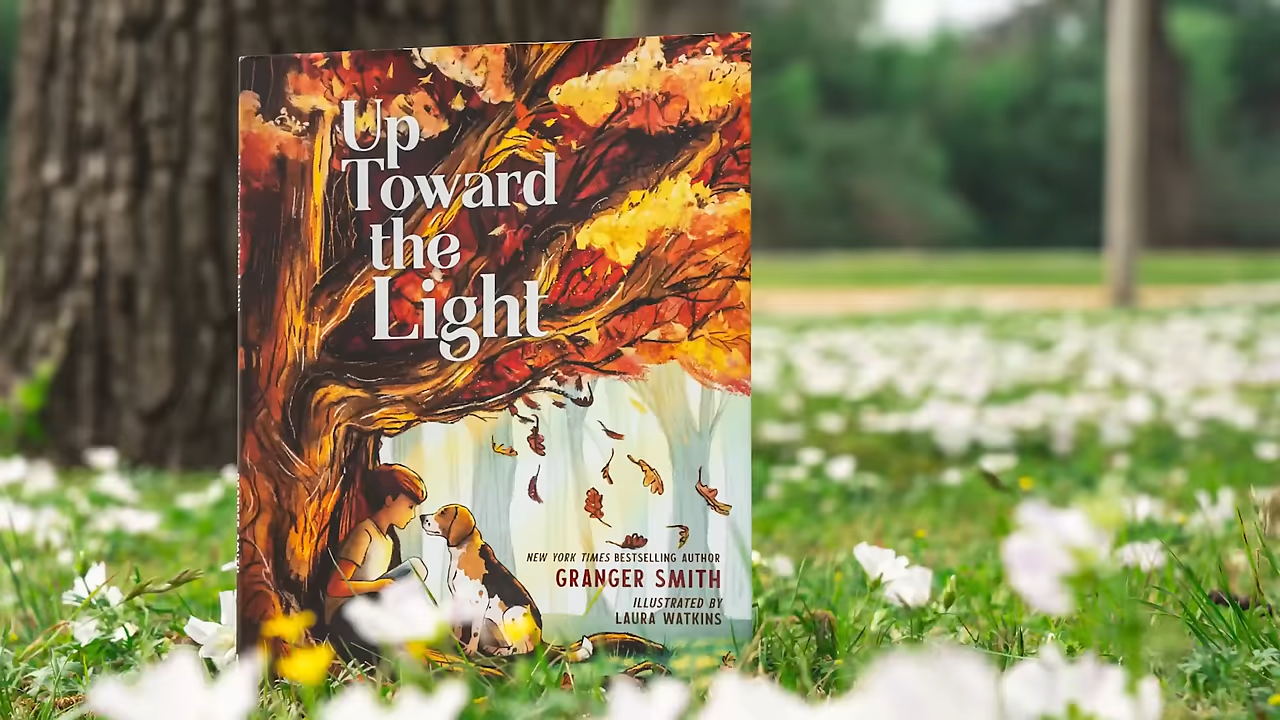 Up
Toward
the
Light
NEW YORK TIMES BESTSELLING AUTHOR
GRANGER SMITH
ILLUSTRATED BY
LAURA WATKINS